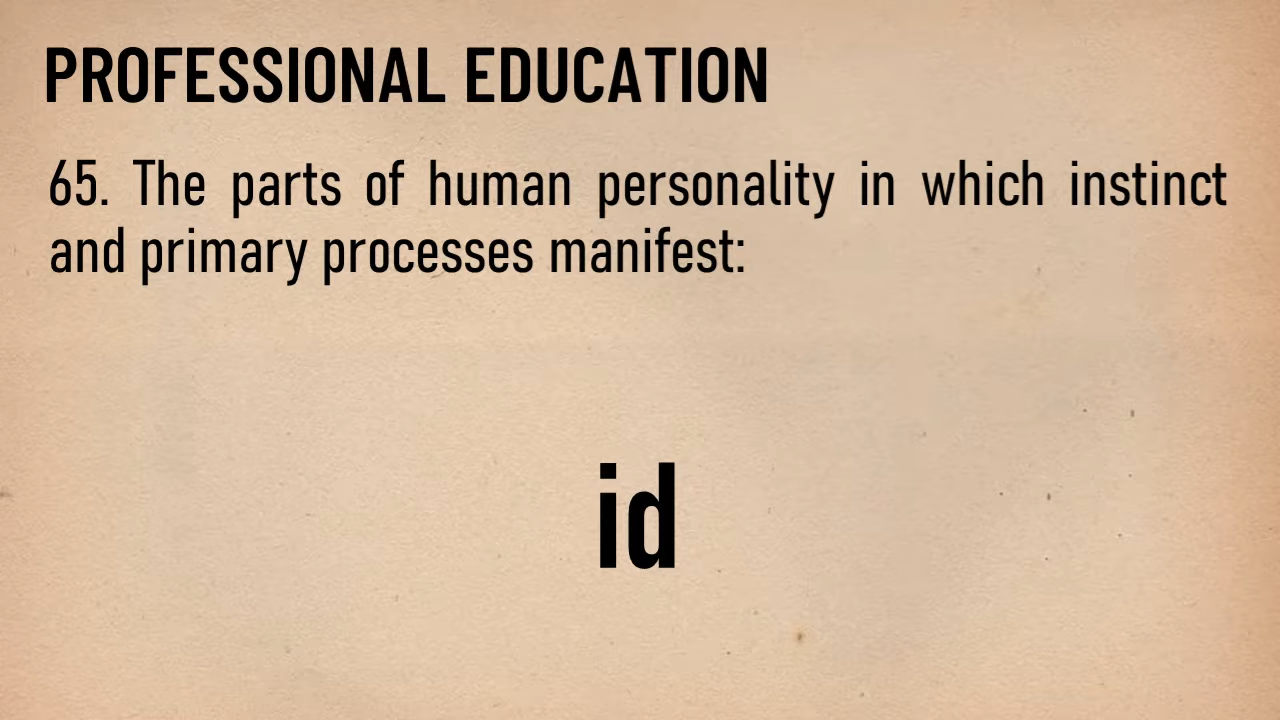 PROFESSIONAL EDUCATION
65. The parts of human personality in which instinct
and primary processes manifest:
id